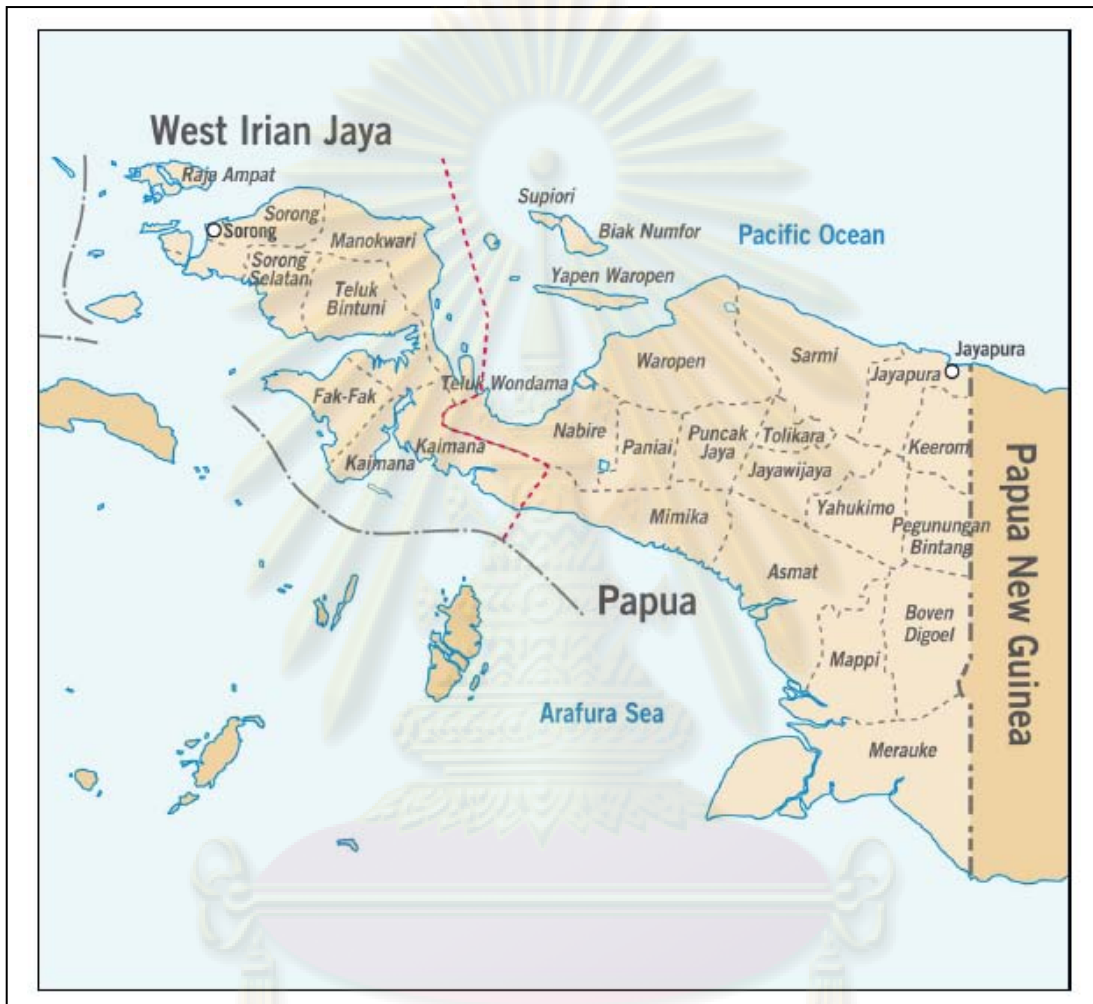 West Irian Jaya
Raja Ampat
Sorong
Sorong
Manokwari
Sorong
Selatan
Teluk
Bintuni
Supiori
Biak Numfor
Pacific Ocean
Yapen Waropen
Fak-Fak
Teluk Wondama
Kaimana
Kaimana
Waropen
Sarmi
Jayapura
Jayapura
Nabire
Paniai
Puncak
Jaya
Tolikara
Jayawijaya
Keerom
Yahukimo
Mimika
Pegunungan
Bintang
Asmat
Papua
Boven
Digoel
Mappi
Arafura Sea
Merauke
Papua New Guinea